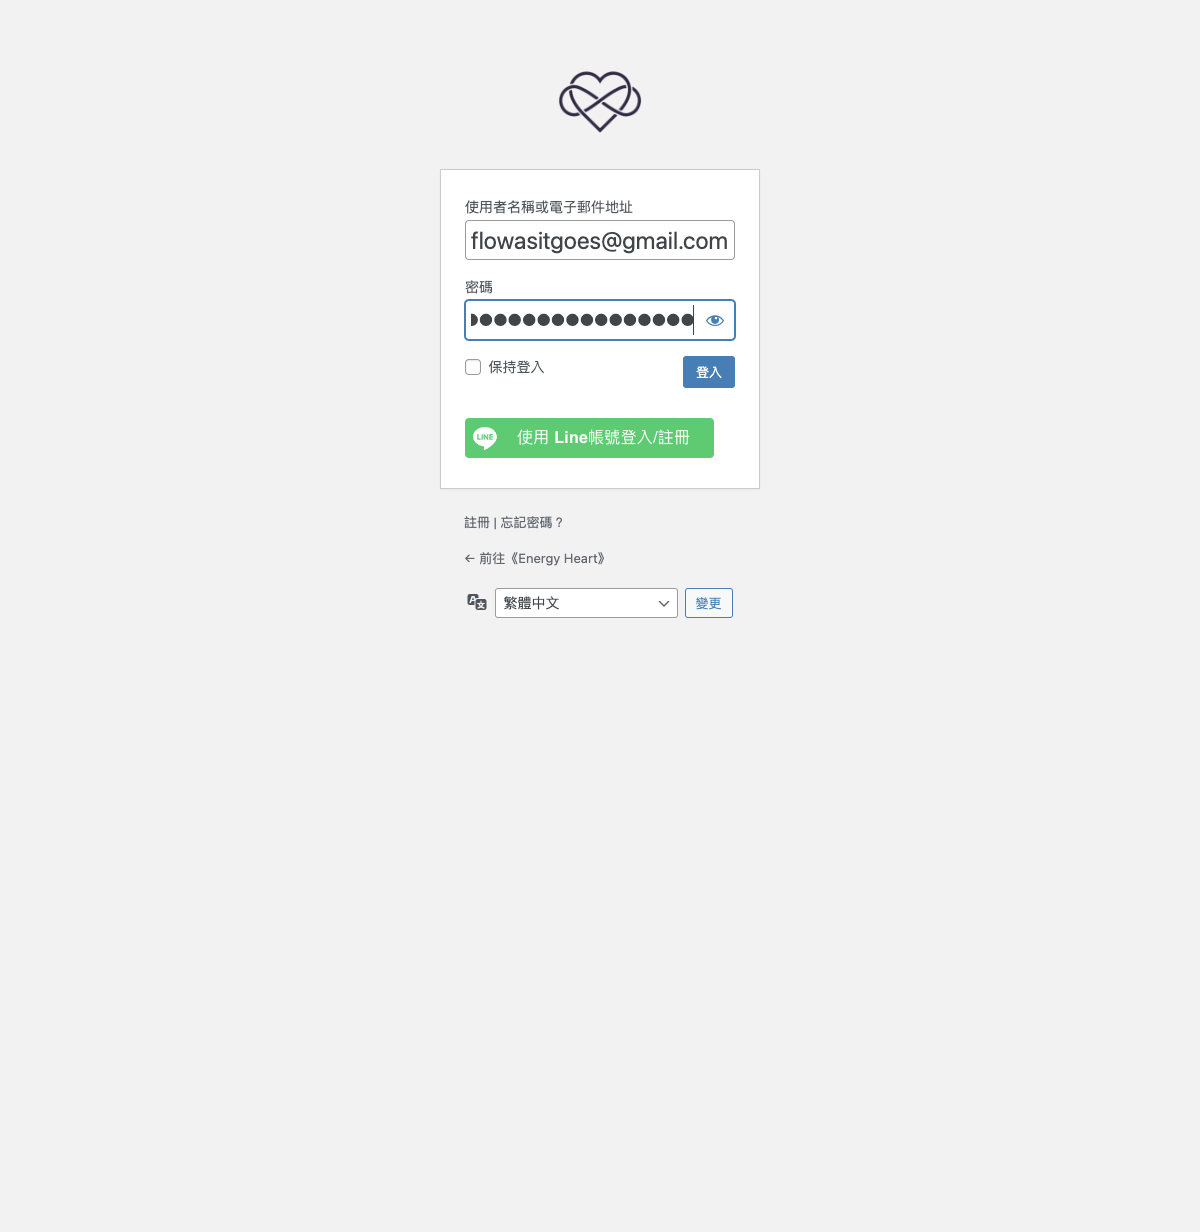 使用者名稱或電子郵件地址
flowasitgoes@gmail.com
密碼
●●●●●●●●●●●●●●●●
保持登入
登入
LINE 使用 Line帳號登入/註冊
註冊 | 忘記密碼？
← 前往《Energy Heart》
繁體中文
變更